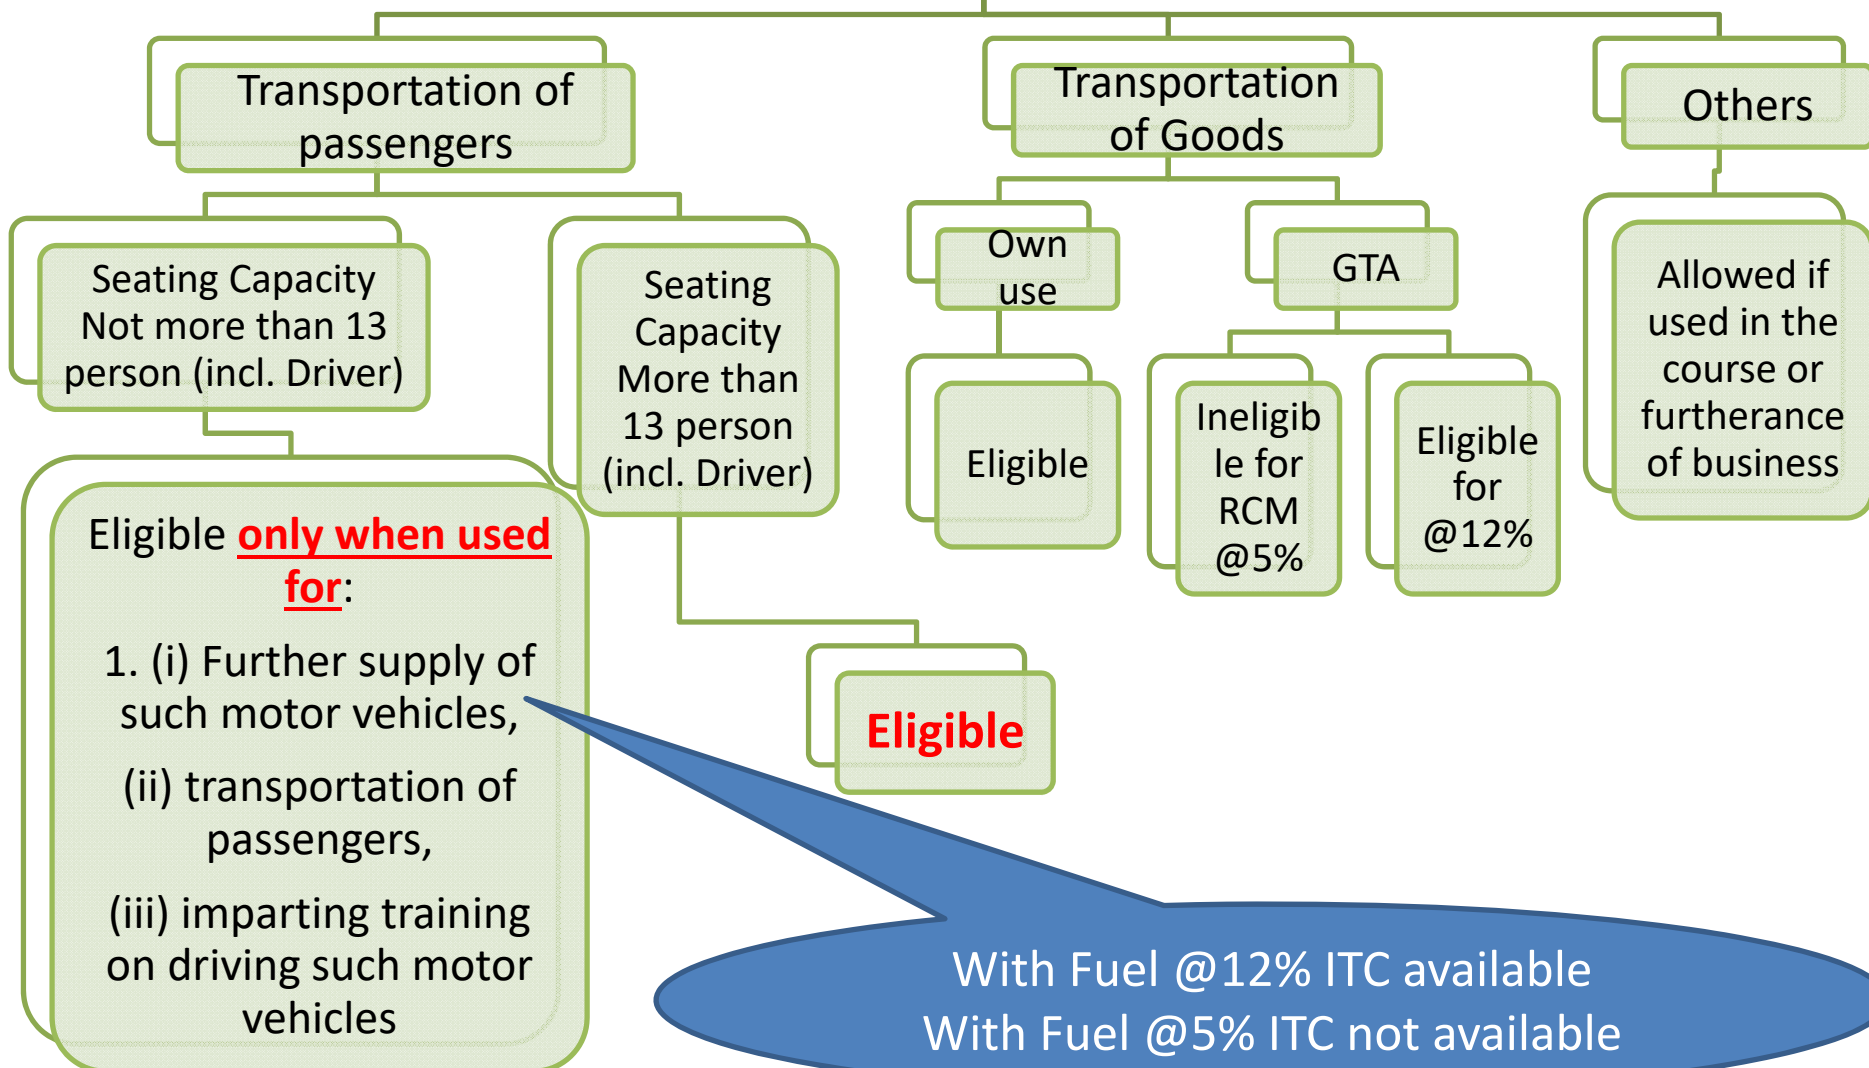 Transportation of
passengers
Seating Capacity
Not more than 13
person (incl. Driver)
Eligible only when used
for:
1. (i) Further supply of
such motor vehicles,
(ii) transportation of
passengers,
(iii) imparting training
on driving such motor
vehicles
Seating
Capacity
More than
13 person
(incl. Driver)
Eligible
Transportation
of Goods
Own
use
Eligible
GTA
Ineligib
le for
RCM
@5%
Eligible
for
@12%
Others
Allowed if
used in the
course or
furtherance
of business
With Fuel @12% ITC available
With Fuel @5% ITC not available